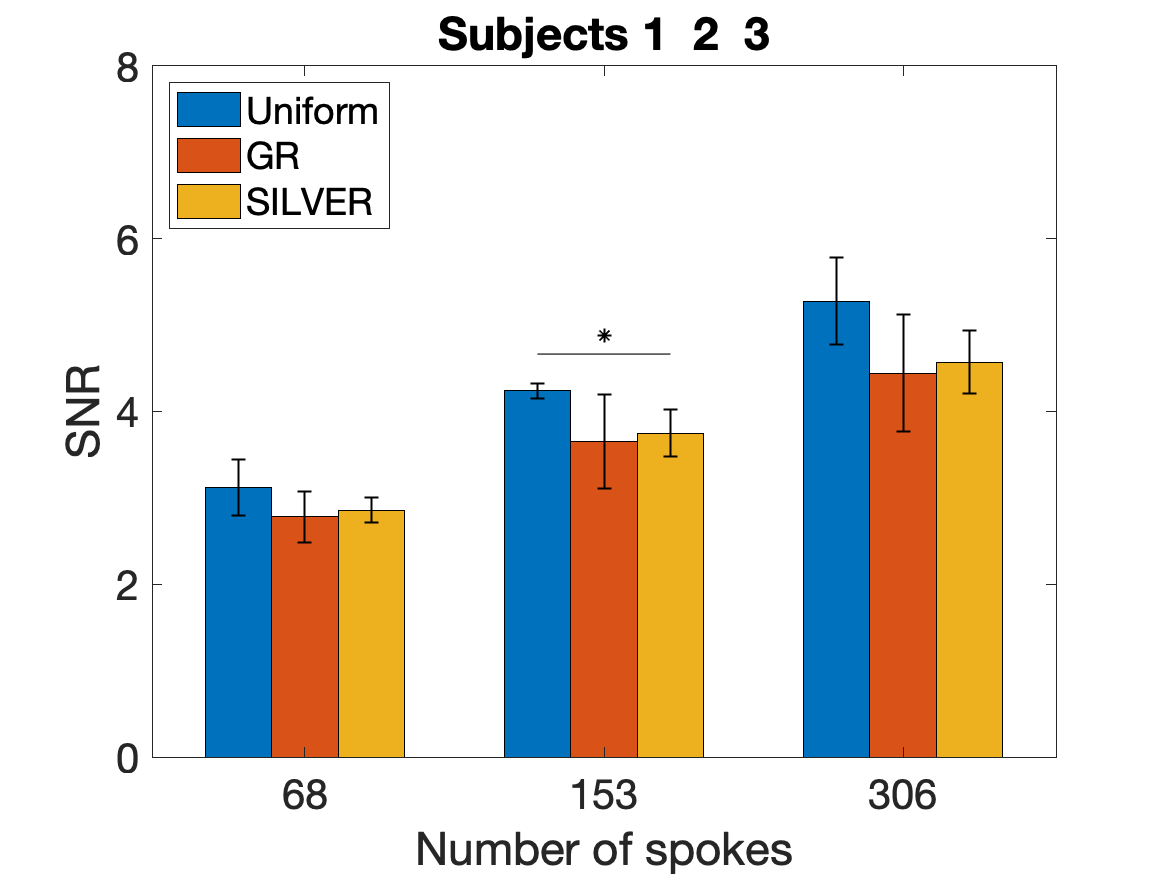 Subjects 1 2 3
8
6
4
2
0
SNR
Uniform
GR
SILVER
*
68 153 306
Number of spokes